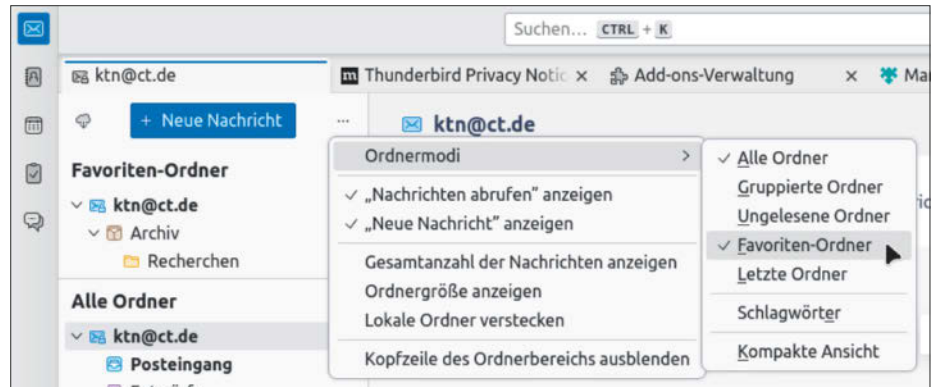 Suchen... CTRL + K
ktn@ct.de
Thunderbird Privacy Notic
Add-ons-Verwaltung
+ Neue Nachricht
ktn@ct.de
Favoriten-Ordner
ktn@ct.de
Archiv
Recherchen
Alle Ordner
ktn@ct.de
Posteingang
Ordnermodi
„Nachrichten abrufen” anzeigen
„Neue Nachricht” anzeigen
Gesamtanzahl der Nachrichten anzeigen
Ordnergröße anzeigen
Lokale Ordner verstecken
Kopfzeile des Ordnerbereichs ausblenden
Alle Ordner
Gruppierte Ordner
Ungelesene Ordner
Favoriten-Ordner
Letzte Ordner
Schlagwörter
Kompakte Ansicht